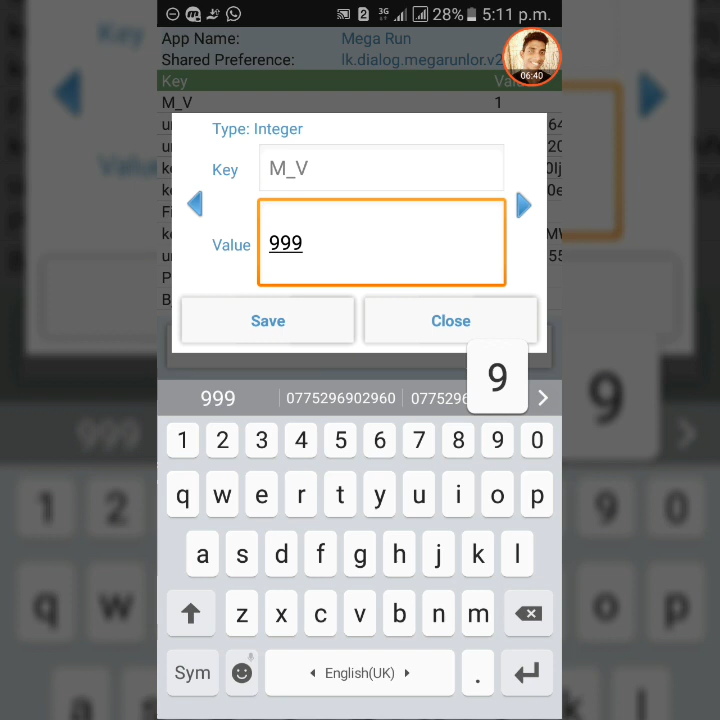 28% 5:11 p.m.
App Name: Mega Run
Shared Preference: lk.dialog.megarunlor.v2
06:40
Key
M_V 1
Type: Integer
Key M_V
Value 999
Save Close
9
999 0775296902960 077529
1 2 3 4 5 6 7 8 9 0
q w e r t y u i o p
a s d f g h j k l
z x c v b n m
Sym English(UK) .